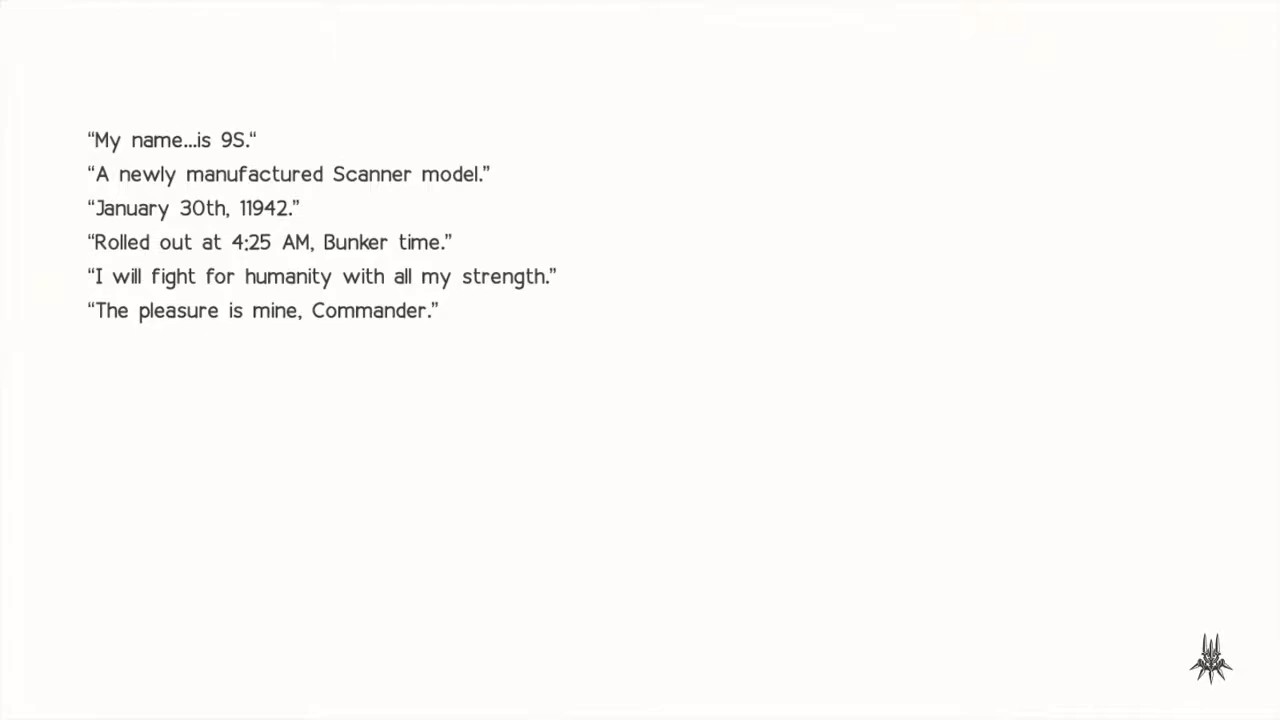 “My name...is 9S.“
“A newly manufactured Scanner model.”
“January 30th, 11942.”
“Rolled out at 4:25 AM, Bunker time.”
“I will fight for humanity with all my strength.”
“The pleasure is mine, Commander.”